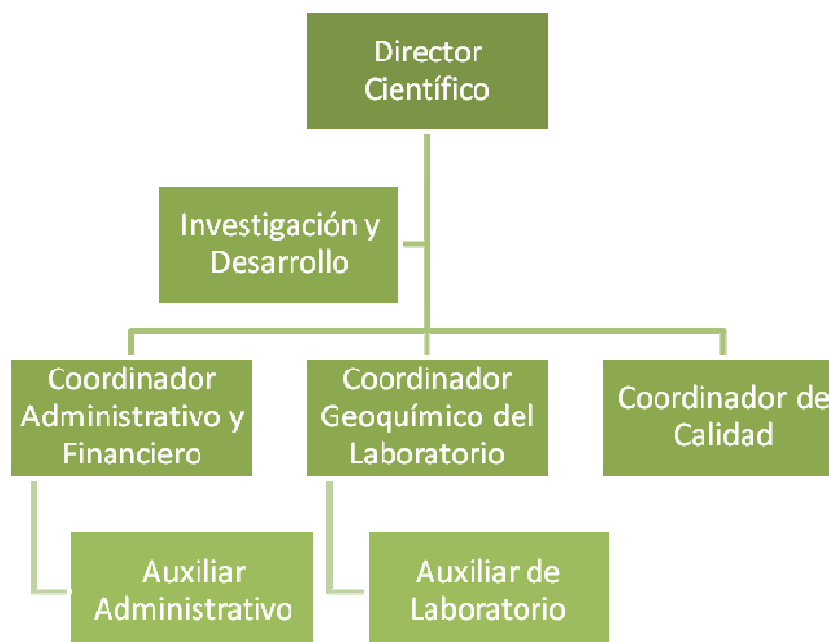 Director
Científico
Investigación y
Desarrollo
Coordinador
Administrativo y
Financiero
Coordinador
Geoquímico del
Laboratorio
Coordinador de
Calidad
Auxiliar
Administrativo
Auxiliar de
Laboratorio